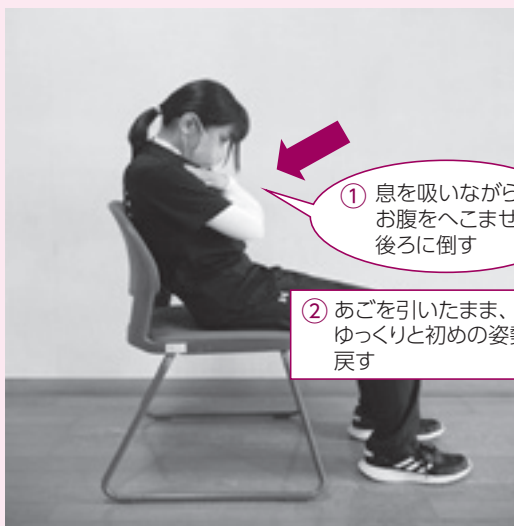 ① 息を吸いながら
お腹をへこませ
後ろに倒す
② あごを引いたまま、
ゆっくりと初めの姿勢
戻す